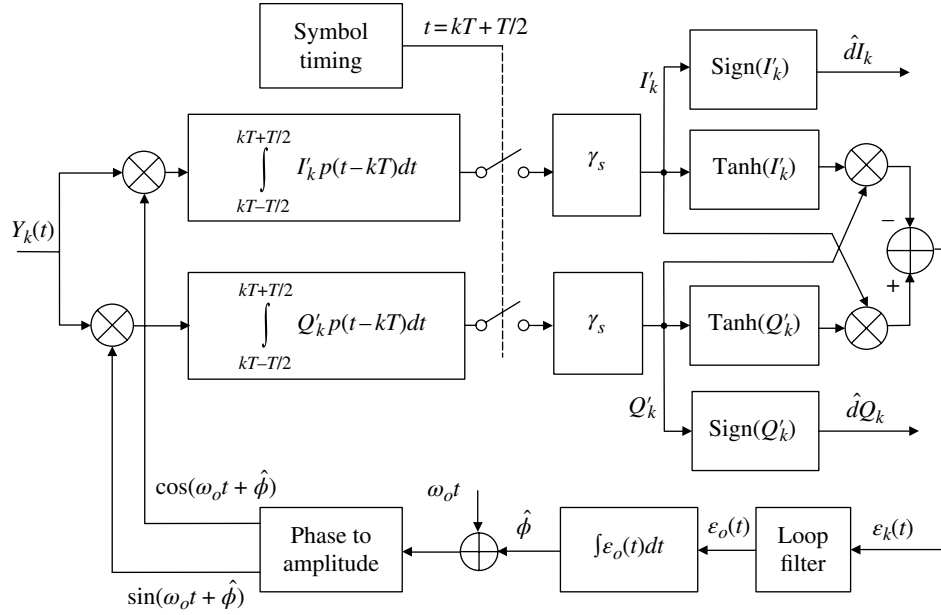 Symbol
timing
t = kT + T/2
Sign(I′ₖ)
d̂Iₖ
I′ₖ
kT+T/2
∫ I′ₖ p(t–kT)dt
kT–T/2
γₛ
Tanh(I′ₖ)
Yₖ(t)
–
+
kT+T/2
∫ Q′ₖ p(t–kT)dt
kT–T/2
γₛ
Tanh(Q′ₖ)
Q′ₖ
Sign(Q′ₖ)
d̂Qₖ
cos(ωₒt + ϕ̂)
ωₒt
Phase to
amplitude
ϕ̂
∫εₒ(t)dt
εₒ(t)
Loop
filter
εₖ(t)
sin(ωₒt + ϕ̂)